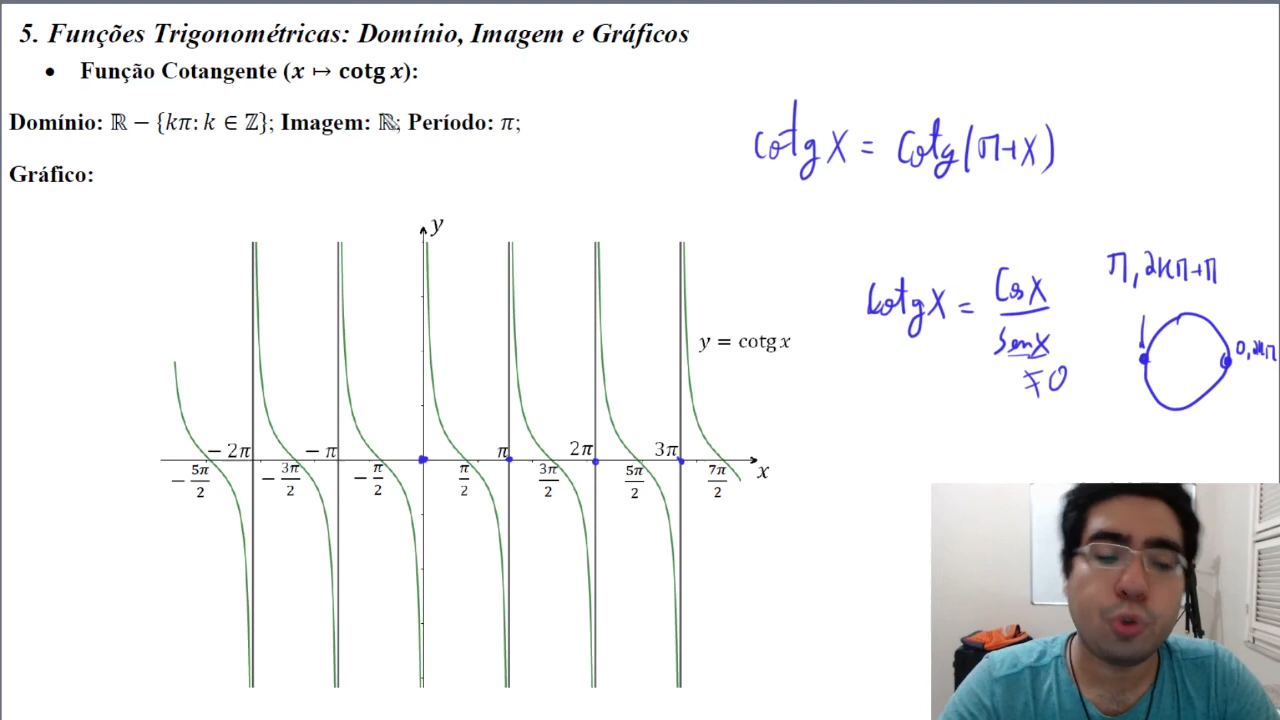 5. Funções Trigonométricas: Domínio, Imagem e Gráficos
• Função Cotangente (x ↦ cotg x):
Domínio: ℝ − {kπ: k ∈ ℤ}; Imagem: ℝ; Período: π;
cotg x = cotg(π+x)
Gráfico:
y
π, 2kπ+π
cotg x = cos x / sen x
≠ 0
0, 2kπ
y = cotg x
−2π −π π 2π 3π
x
−5π/2 −3π/2 −π/2 π/2 3π/2 5π/2 7π/2